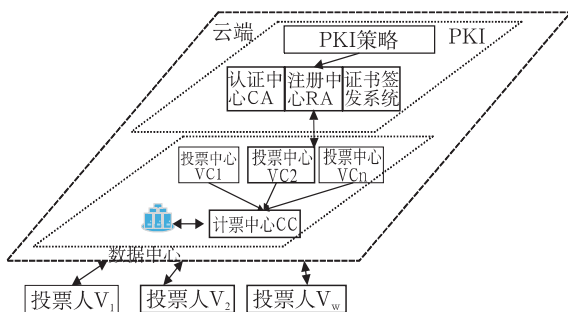 云端
PKI策略
PKI
认证中
心CA
注册中
心RA
证书签
发系统
投票中心
VC1
投票中心
VC2
投票中心
VCn
计票中心CC
数据中心
投票人V₁
投票人V₂
投票人Vw